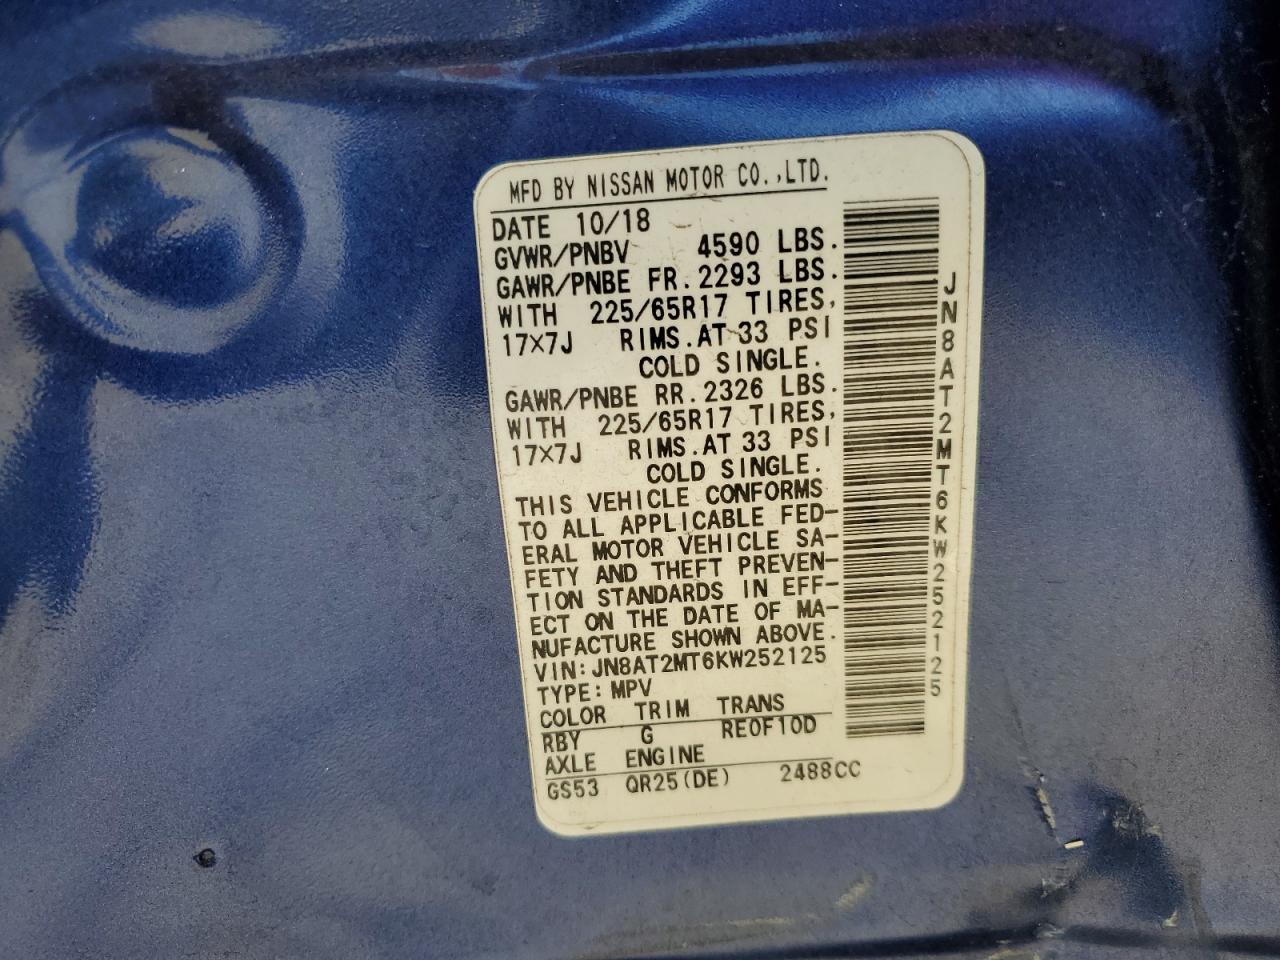 MFD BY NISSAN MOTOR CO.,LTD.
DATE 10/18
GVWR/PNBV 4590 LBS.
GAWR/PNBE FR. 2293 LBS.
WITH 225/65R17 TIRES,
17×7J RIMS. AT 33 PSI
COLD SINGLE.
GAWR/PNBE RR. 2326 LBS.
WITH 225/65R17 TIRES,
17×7J RIMS. AT 33 PSI
COLD SINGLE.
THIS VEHICLE CONFORMS
TO ALL APPLICABLE FED-
ERAL MOTOR VEHICLE SA-
FETY AND THEFT PREVEN-
TION STANDARDS IN EFF-
ECT ON THE DATE OF MA-
NUFACTURE SHOWN ABOVE.
VIN: JN8AT2MT6KW252125
TYPE: MPV
COLOR TRIM TRANS
RBY G RE0F10D
AXLE ENGINE
GS53 QR25(DE) 2488CC
JN8AT2MT6KW252125